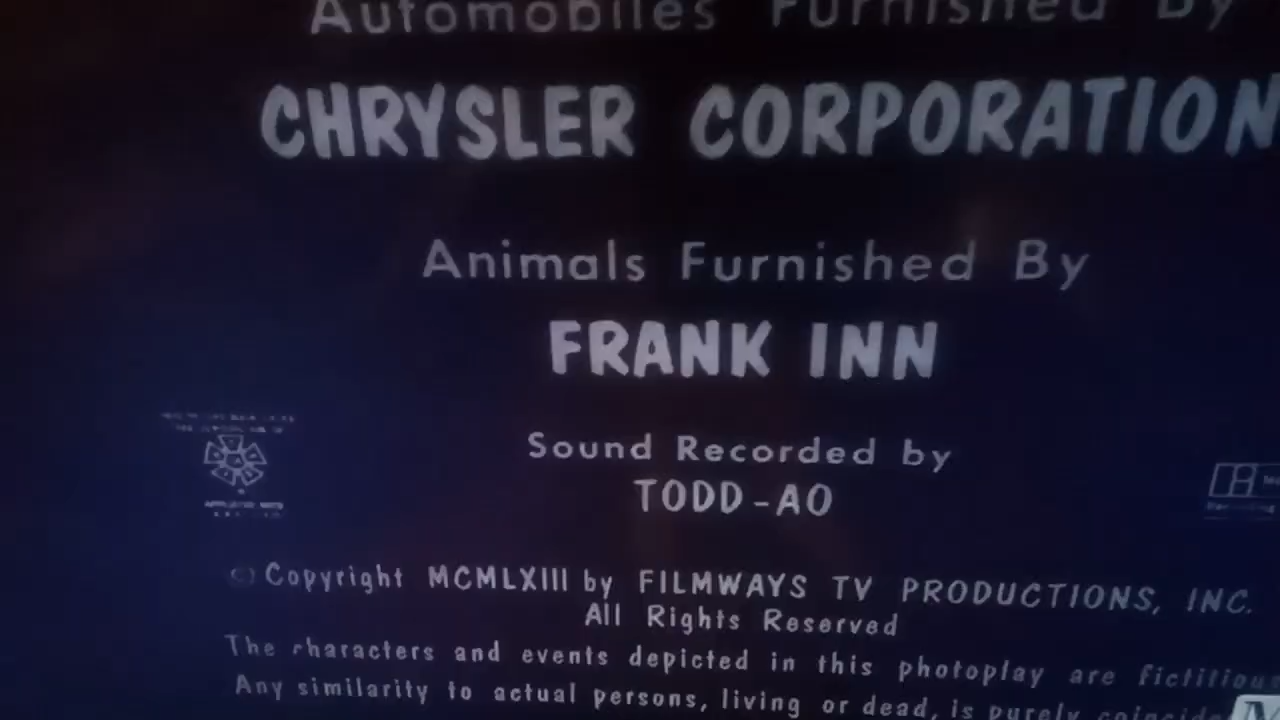 Automobiles Furnished By
CHRYSLER CORPORATION
Animals Furnished By
FRANK INN
Sound Recorded by
TODD-AO
© Copyright MCMLXIII by FILMWAYS TV PRODUCTIONS, INC.
All Rights Reserved
The characters and events depicted in this photoplay are fictitious
Any similarity to actual persons, living or dead, is purely